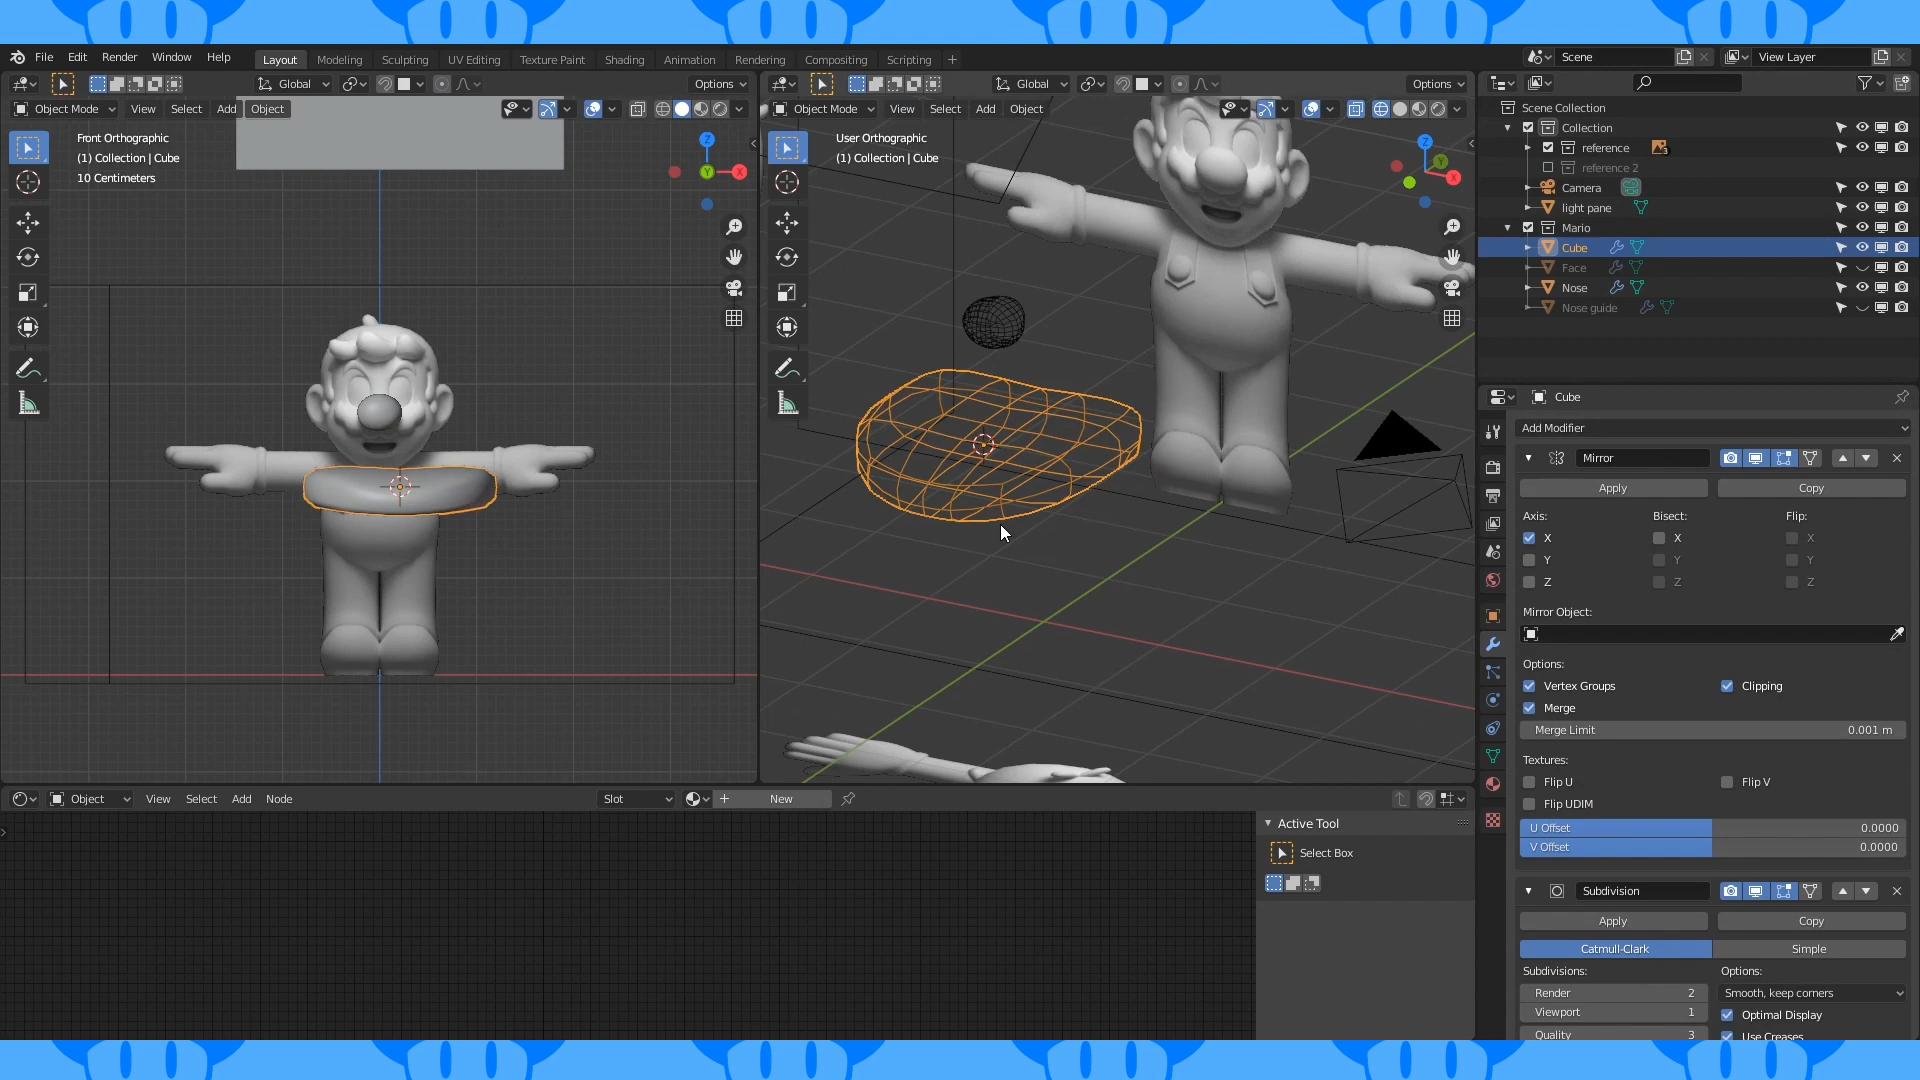 File Edit Render Window Help Layout Modeling Sculpting UV Editing Texture Paint Shading Animation Rendering Compositing Scripting + Scene View Layer
Global Options Global Options
Object Mode View Select Add Object Object Mode View Select Add Object
Front Orthographic
(1) Collection | Cube
10 Centimeters
Z
Y
X
User Orthographic
(1) Collection | Cube
Z
Y
X
Scene Collection
Collection
reference 3
reference 2
Camera
light pane
Mario
Cube
Face
Nose
Nose guide
Cube
Add Modifier
Mirror
Apply Copy
Axis: Bisect: Flip:
X X X
Y Y Y
Z Z Z
Mirror Object:
Options:
Vertex Groups Clipping
Merge
Merge Limit 0.001 m
Textures:
Flip U Flip V
Flip UDIM
U Offset 0.0000
V Offset 0.0000
Subdivision
Apply Copy
Catmull-Clark Simple
Subdivisions: Options:
Render 2 Smooth, keep corners
Viewport 1 Optimal Display
Quality 3 Use Creases
Object View Select Add Node Slot New
Active Tool
Select Box